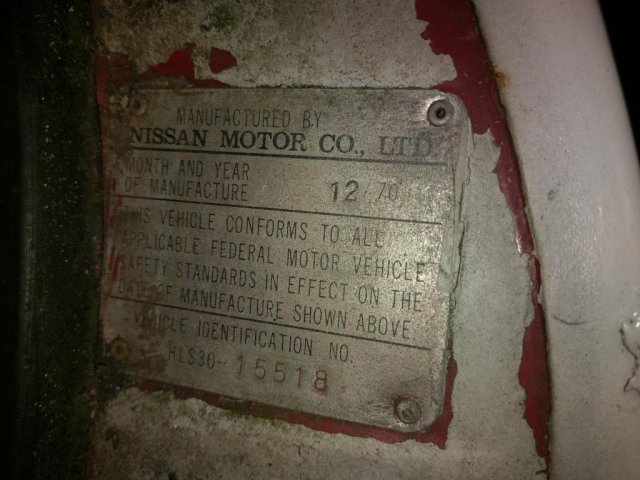 MANUFACTURED BY
NISSAN MOTOR CO., LTD.
MONTH AND YEAR
OF MANUFACTURE 12/70
THIS VEHICLE CONFORMS TO ALL
APPLICABLE FEDERAL MOTOR VEHICLE
SAFETY STANDARDS IN EFFECT ON THE
DATE OF MANUFACTURE SHOWN ABOVE
VEHICLE IDENTIFICATION NO.
HLS30-15518